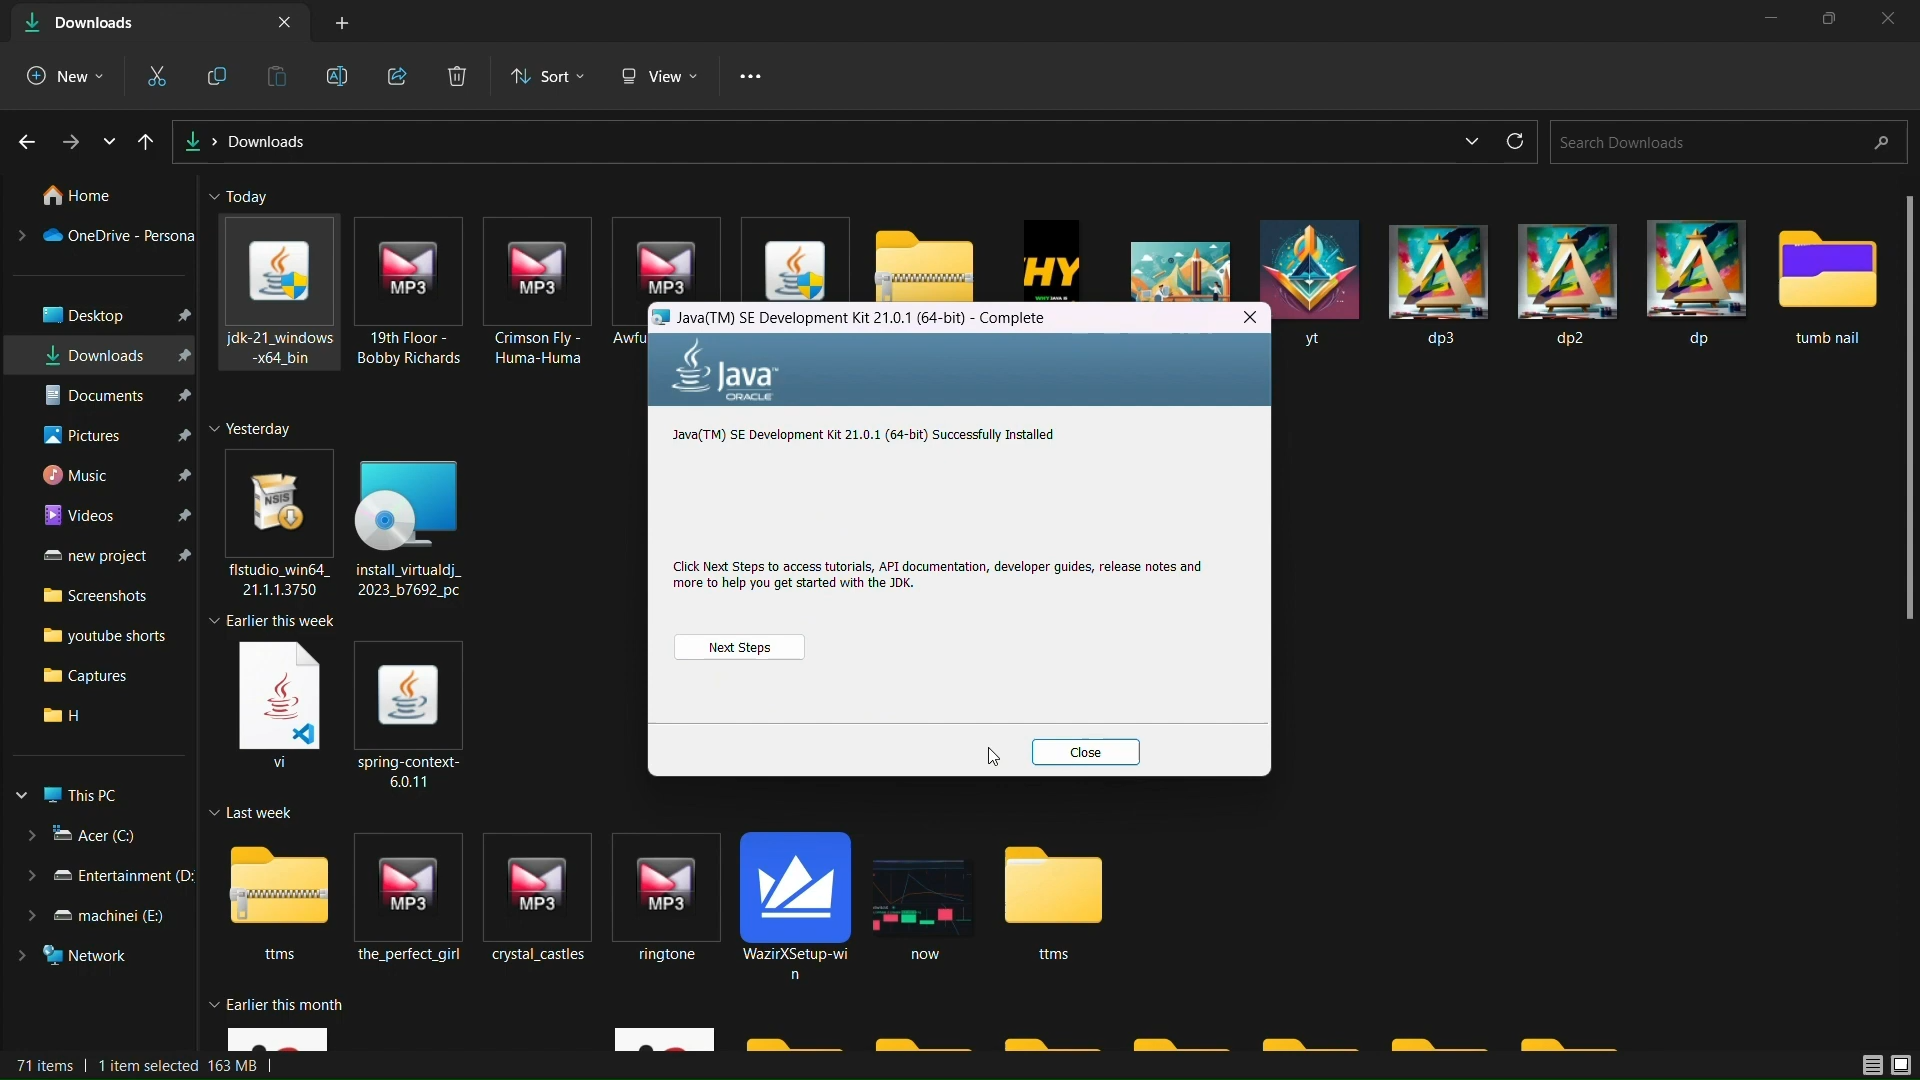 Downloads
New
Sort
View
Downloads
Search Downloads
Home
OneDrive - Persona
Desktop
Downloads
Documents
Pictures
Music
Videos
new project
Screenshots
youtube shorts
Captures
H
This PC
Acer (C:)
Entertainment (D:
machinei (E:)
Network
Today
jdk-21_windows
-x64_bin
MP3
19th Floor -
Bobby Richards
MP3
Crimson Fly -
Huma-Huma
MP3
Awfu
HY
WHY JAVA IS
yt
dp3
dp2
dp
tumb nail
Yesterday
NSIS
flstudio_win64_
21.1.1.3750
install_virtualdj_
2023_b7692_pc
Earlier this week
vi
spring-context-
6.0.11
Last week
ttms
MP3
the_perfect_girl
MP3
crystal_castles
MP3
ringtone
WazirXSetup-wi
n
now
ttms
Earlier this month
Java(TM) SE Development Kit 21.0.1 (64-bit) - Complete
Java™
ORACLE
Java(TM) SE Development Kit 21.0.1 (64-bit) Successfully Installed
Click Next Steps to access tutorials, API documentation, developer guides, release notes and
more to help you get started with the JDK.
Next Steps
Close
71 items
1 item selected 163 MB